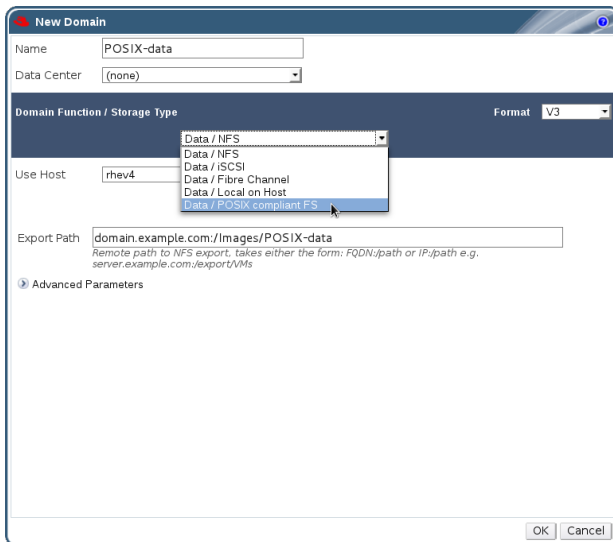 New Domain
Name POSIX-data
Data Center (none)
Domain Function / Storage Type Format V3
Data / NFS
Data / NFS
Data / iSCSI
Use Host rhev4
Data / Fibre Channel
Data / Local on Host
Data / POSIX compliant FS
Export Path domain.example.com:/Images/POSIX-data
Remote path to NFS export, takes either the form: FQDN:/path or IP:/path e.g.
server.example.com:/export/VMs
Advanced Parameters
OK Cancel